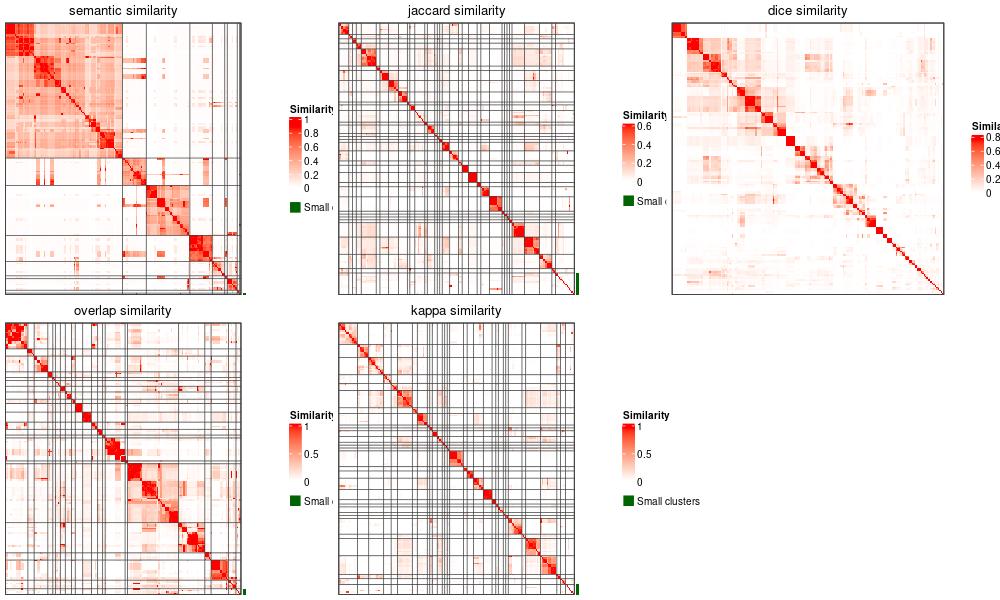 semantic similarity
Similarity
1
0.8
0.6
0.4
0.2
0
Small
jaccard similarity
Similarity
0.6
0.4
0.2
0
Small
dice similarity
0.8
0.6
0.4
0.2
0
overlap similarity
Similarity
1
0.5
0
Small
kappa similarity
Similarity
1
0.5
0
Small clusters